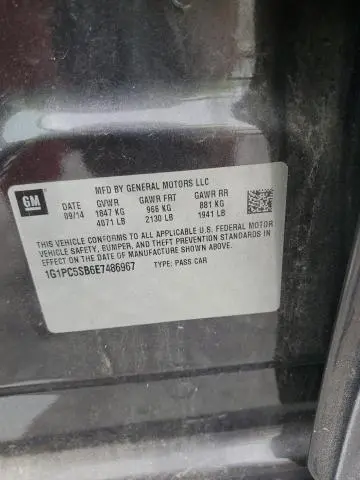 GM
MFD BY GENERAL MOTORS LLC
DATE GVWR GAWR FRT GAWR RR
09/14 1847 KG 966 KG 881 KG
4071 LB 2130 LB 1941 LB
THIS VEHICLE CONFORMS TO ALL APPLICABLE U.S. FEDERAL MOTOR
VEHICLE SAFETY, BUMPER, AND THEFT PREVENTION STANDARDS IN
EFFECT ON THE DATE OF MANUFACTURE SHOWN ABOVE.
1G1PC5SB6E7486967 TYPE: PASS CAR